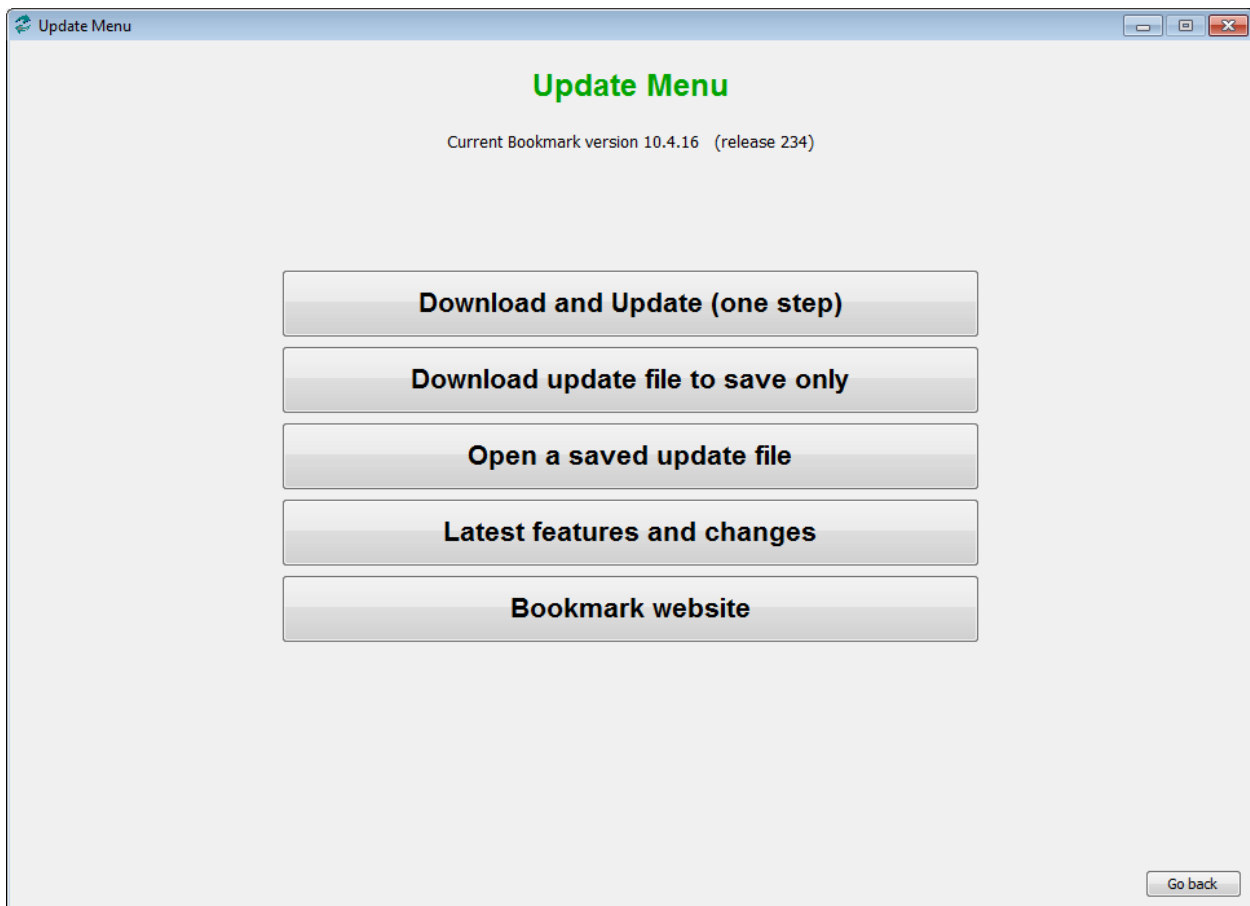 Update Menu
Update Menu
Current Bookmark version 10.4.16 (release 234)
Download and Update (one step)
Download update file to save only
Open a saved update file
Latest features and changes
Bookmark website
Go back